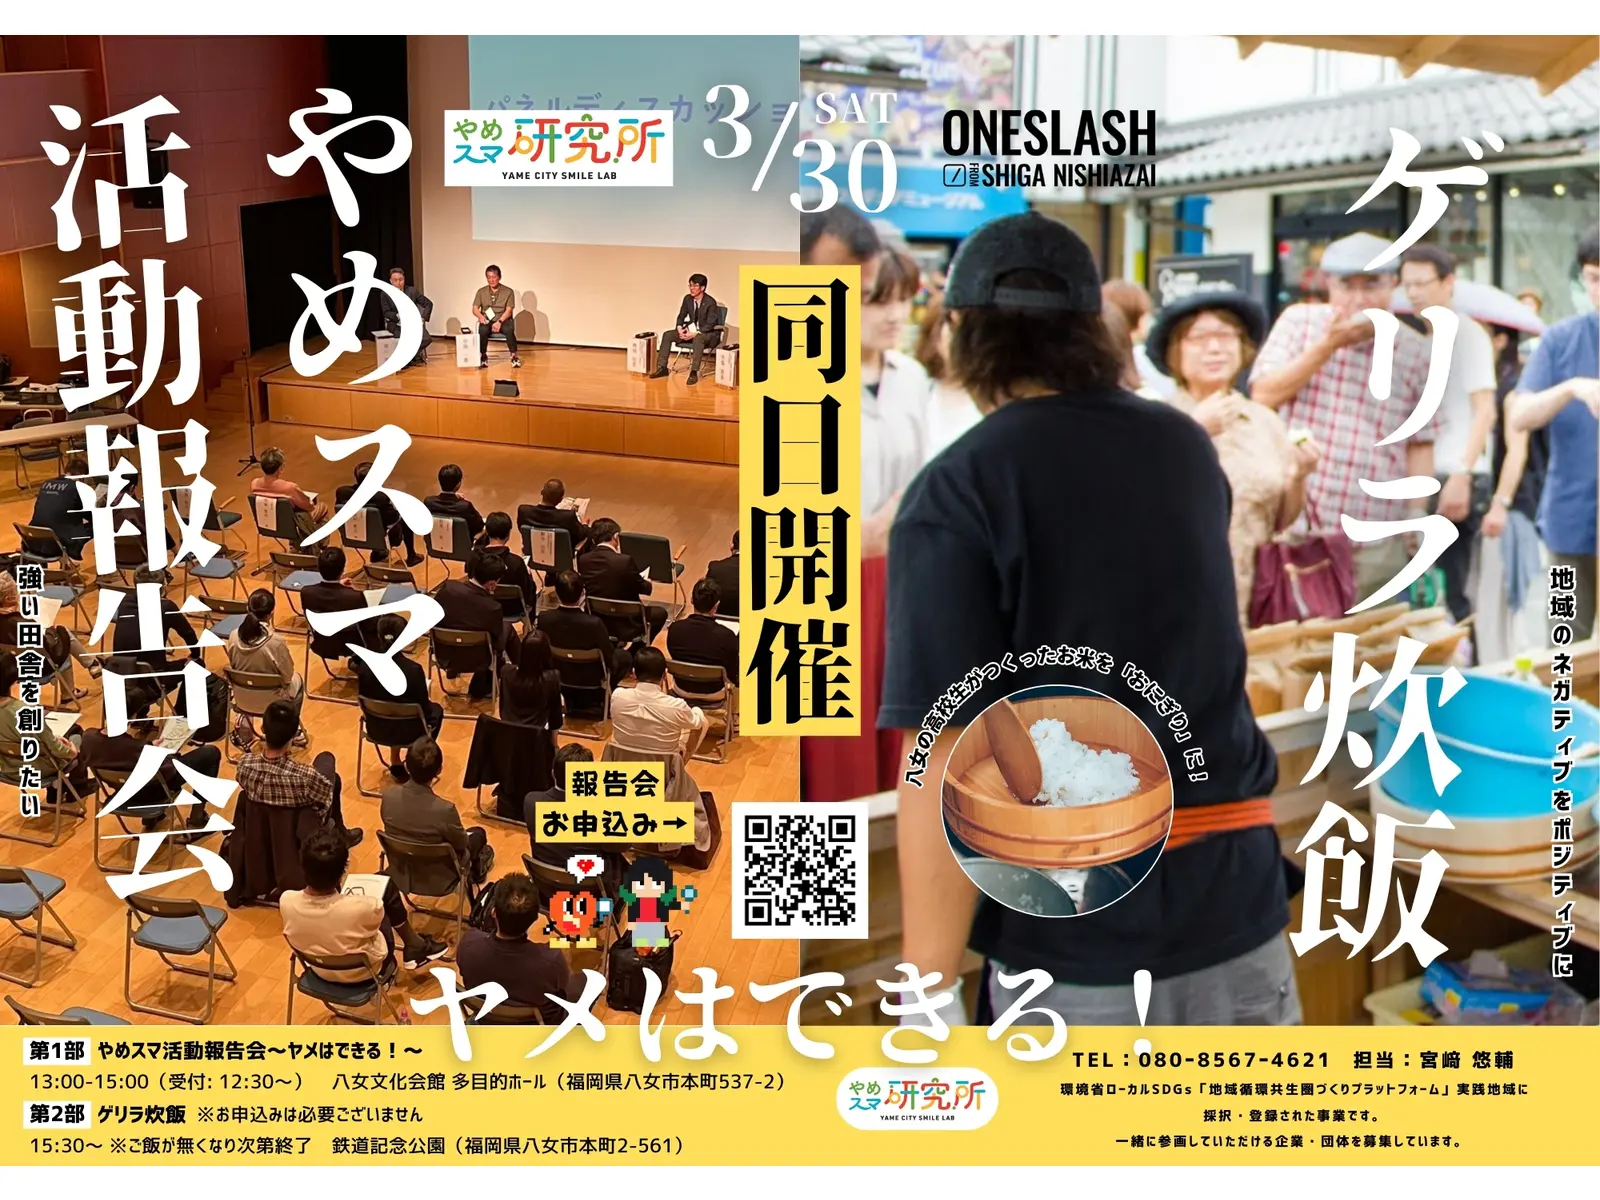 パネルディスカッショ
やめスマ
活動報告会
強い田舎を創りたい
やめ
スマ
研究所
YAME CITY SMILE LAB
3/30
SAT
ONESLASH
FROM SHIGA NISHIAZAI
同日開催
ゲリラ炊飯
地域のネガティブをポジティブに
八女の高校生がつくったお米を「おにぎり」に!
報告会
お申込み→
ヤメはできる!
第1部 やめスマ活動報告会〜ヤメはできる!〜
13:00-15:00(受付: 12:30〜) 八女文化会館 多目的ホール(福岡県八女市本町537-2)
第2部 ゲリラ炊飯 ※お申込みは必要ございません
15:30〜 ※ご飯が無くなり次第終了 鉄道記念公園(福岡県八女市本町2-561)
やめ
スマ
研究所
YAME CITY SMILE LAB
TEL:080-8567-4621 担当:宮﨑 悠輔
環境省ローカルSDGs「地域循環共生圏づくりプラットフォーム」実践地域に
採択・登録された事業です。
一緒に参画していただける企業・団体を募集しています。